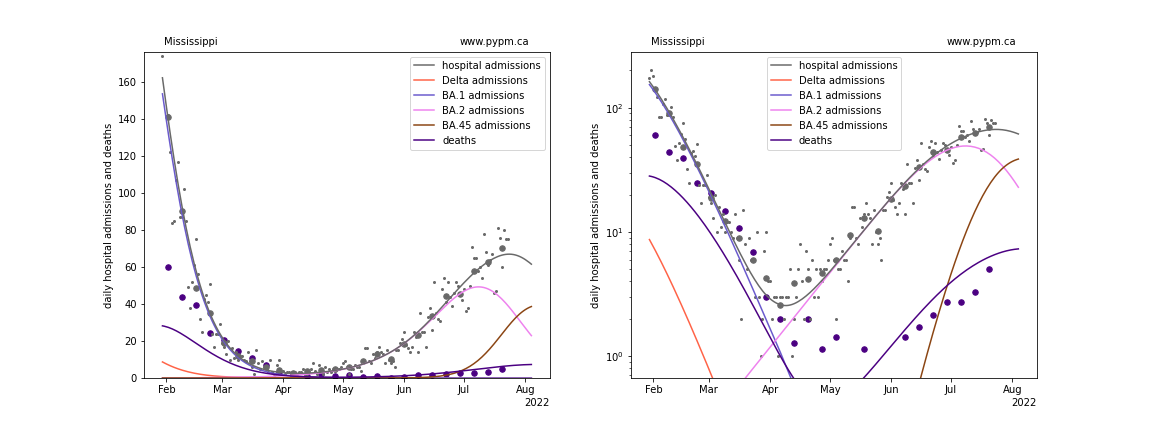 Mississippi www.pypm.ca
daily hospital admissions and deaths
160
140
120
100
80
60
40
20
0
hospital admissions
Delta admissions
BA.1 admissions
BA.2 admissions
BA.45 admissions
deaths
Feb Mar Apr May Jun Jul Aug
2022
Mississippi www.pypm.ca
daily hospital admissions and deaths
10²
10¹
10⁰
hospital admissions
Delta admissions
BA.1 admissions
BA.2 admissions
BA.45 admissions
deaths
Feb Mar Apr May Jun Jul Aug
2022